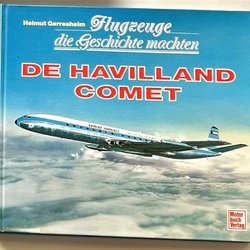 Helmut Gerresheim
Flugzeuge
die Geschichte machten
DE HAVILLAND
COMET
Motor
buch
Verlag